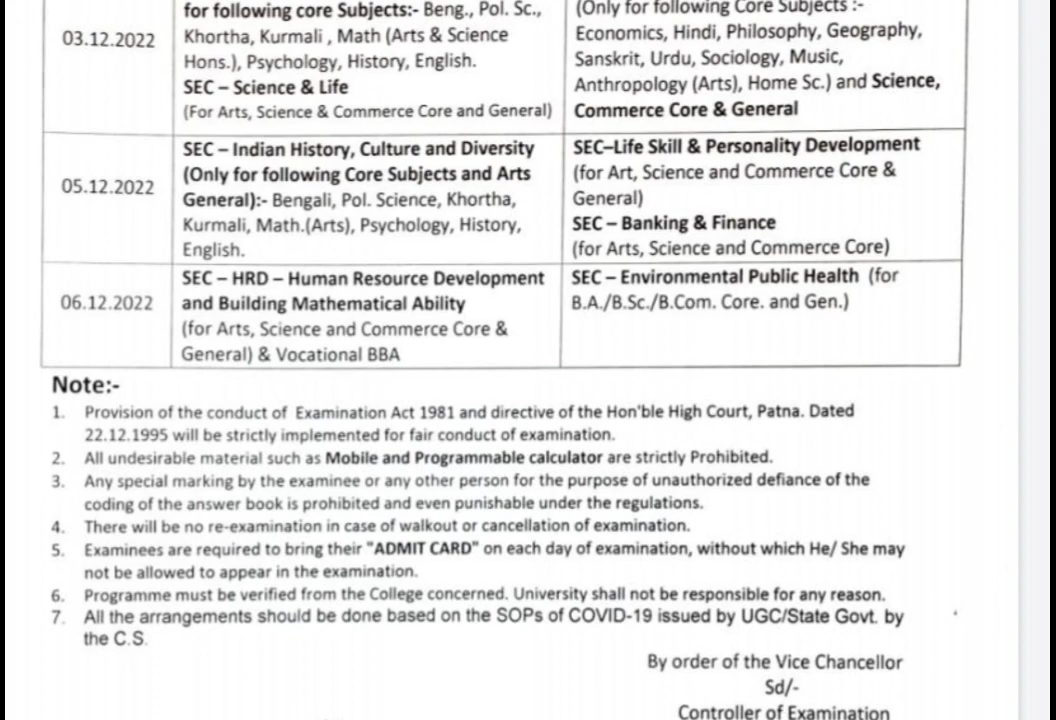 for following core Subjects:- Beng., Pol. Sc.,
Khortha, Kurmali , Math (Arts & Science
Hons.), Psychology, History, English.
SEC – Science & Life
(For Arts, Science & Commerce Core and General)
03.12.2022
(Only for following Core Subjects :-
Economics, Hindi, Philosophy, Geography,
Sanskrit, Urdu, Sociology, Music,
Anthropology (Arts), Home Sc.) and Science,
Commerce Core & General
05.12.2022
SEC – Indian History, Culture and Diversity
(Only for following Core Subjects and Arts
General):- Bengali, Pol. Science, Khortha,
Kurmali, Math.(Arts), Psychology, History,
English.
SEC–Life Skill & Personality Development
(for Art, Science and Commerce Core &
General)
SEC – Banking & Finance
(for Arts, Science and Commerce Core)
06.12.2022
SEC – HRD – Human Resource Development
and Building Mathematical Ability
(for Arts, Science and Commerce Core &
General) & Vocational BBA
SEC – Environmental Public Health (for
B.A./B.Sc./B.Com. Core. and Gen.)
Note:-
1. Provision of the conduct of Examination Act 1981 and directive of the Hon'ble High Court, Patna. Dated
22.12.1995 will be strictly implemented for fair conduct of examination.
2. All undesirable material such as Mobile and Programmable calculator are strictly Prohibited.
3. Any special marking by the examinee or any other person for the purpose of unauthorized defiance of the
coding of the answer book is prohibited and even punishable under the regulations.
4. There will be no re-examination in case of walkout or cancellation of examination.
5. Examinees are required to bring their "ADMIT CARD" on each day of examination, without which He/ She may
not be allowed to appear in the examination.
6. Programme must be verified from the College concerned. University shall not be responsible for any reason.
7. All the arrangements should be done based on the SOPs of COVID-19 issued by UGC/State Govt. by
the C.S.
By order of the Vice Chancellor
Sd/-
Controller of Examination